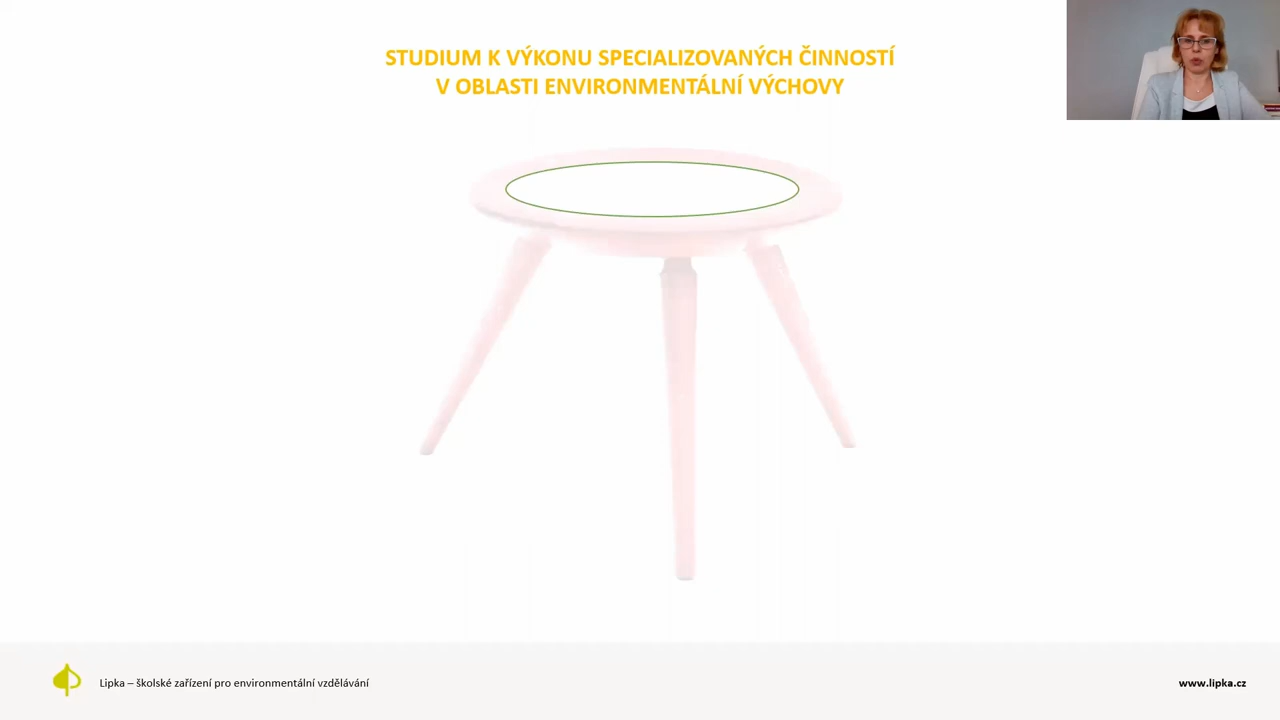 STUDIUM K VÝKONU SPECIALIZOVANÝCH ČINNOSTÍ
V OBLASTI ENVIRONMENTÁLNÍ VÝCHOVY
Lipka – školské zařízení pro environmentální vzdělávání
www.lipka.cz